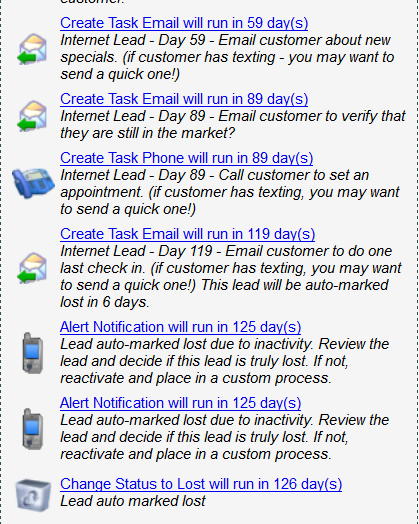 customer.
Create Task Email will run in 59 day(s)
Internet Lead - Day 59 - Email customer about new
specials. (if customer has texting - you may want to
send a quick one!)
Create Task Email will run in 89 day(s)
Internet Lead - Day 89 - Email customer to verify that
they are still in the market?
Create Task Phone will run in 89 day(s)
Internet Lead - Day 89 - Call customer to set an
appointment. (if customer has texting, you may want
to send a quick one!)
Create Task Email will run in 119 day(s)
Internet Lead - Day 119 - Email customer to do one
last check in. (if customer has texting, you may want
to send a quick one!) This lead will be auto-marked
lost in 6 days.
Alert Notification will run in 125 day(s)
Lead auto-marked lost due to inactivity. Review the
lead and decide if this lead is truly lost. If not,
reactivate and place in a custom process.
Alert Notification will run in 125 day(s)
Lead auto-marked lost due to inactivity. Review the
lead and decide if this lead is truly lost. If not,
reactivate and place in a custom process.
Change Status to Lost will run in 126 day(s)
Lead auto marked lost